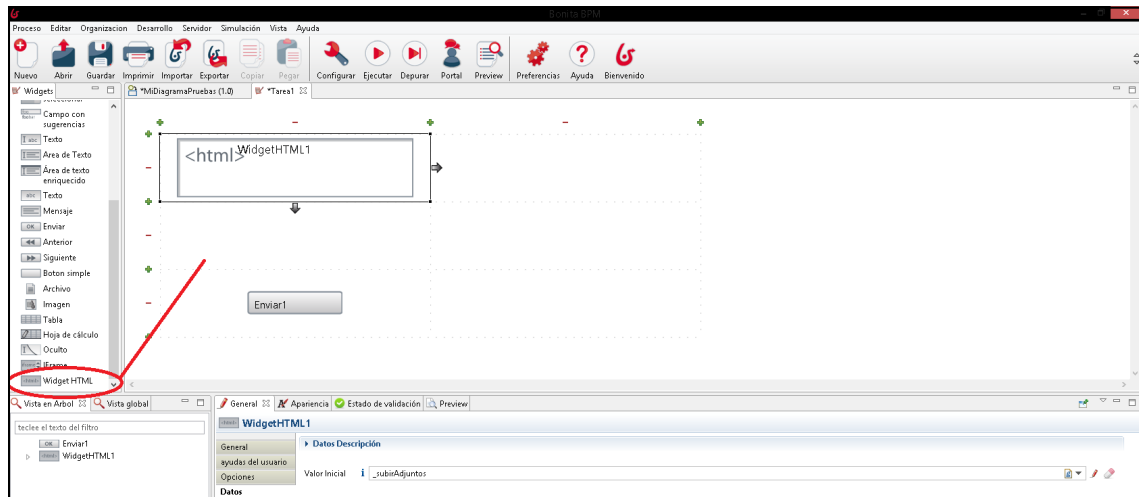 Bonita BPM
Proceso Editar Organizacion Desarrollo Servidor Simulación Vista Ayuda
Nuevo Abrir Guardar Imprimir Importar Exportar Copiar Pegar Configurar Ejecutar Depurar Portal Preview Preferencias Ayuda Bienvenido
Widgets
*MiDiagramaPruebas (1.0) *Tarea1
Campo con
sugerencias
Texto
Area de Texto
Área de texto
enriquecido
Texto
Mensaje
OK Enviar
Anterior
Siguiente
Boton simple
Archivo
Imagen
Tabla
Hoja de cálculo
Oculto
IFrame
Widget HTML
<html>
WidgetHTML1
Enviar1
Vista en Arbol Vista global
teclee el texto del filtro
OK Enviar1
WidgetHTML1
General Apariencia Estado de validación Preview
WidgetHTML1
General
ayudas del usuario
Opciones
Datos
Datos Descripción
Valor Inicial _subirAdjuntos